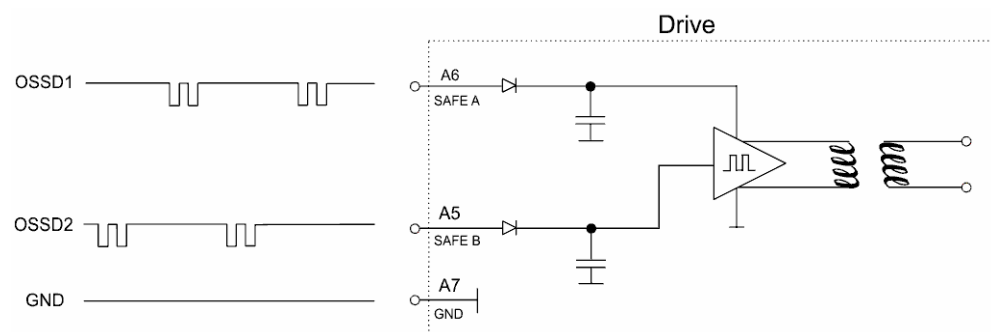 Drive
OSSD1
A6
SAFE A
OSSD2
A5
SAFE B
GND
A7
GND